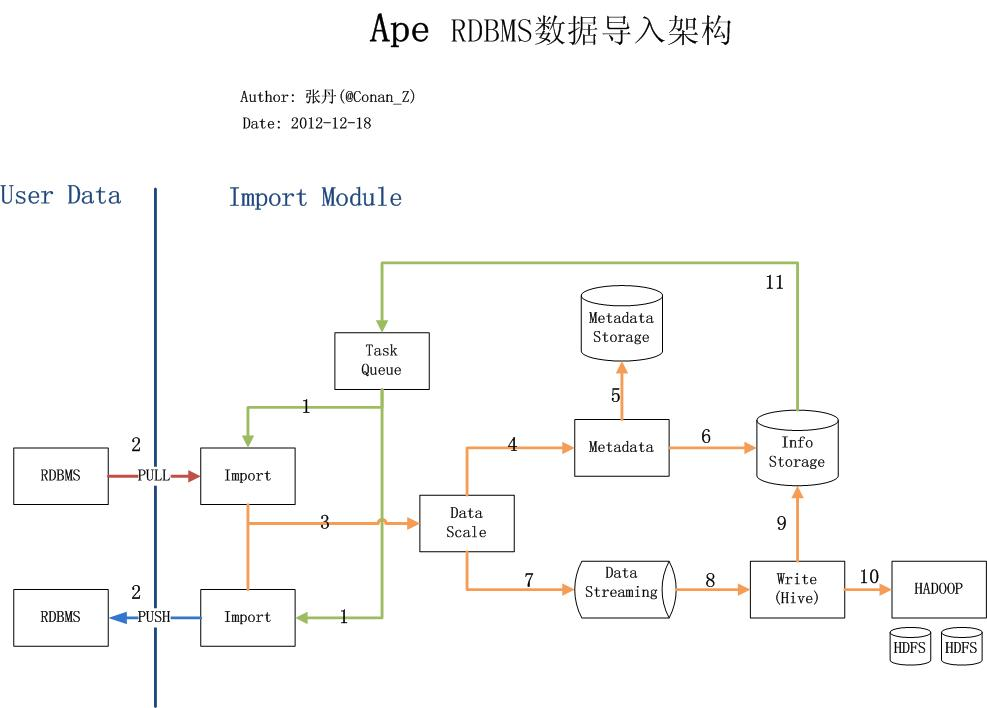 Ape RDBMS数据导入架构
Author: 张丹(@Conan_Z)
Date: 2012-12-18
User Data
Import Module
11
Metadata
Storage
Task
Queue
5
1
2
4
Metadata
6
Info
Storage
RDBMS
PULL
Import
3
Data
Scale
9
2
7
Data
Streaming
8
Write
(Hive)
10
HADOOP
RDBMS
PUSH
Import
1
HDFS
HDFS